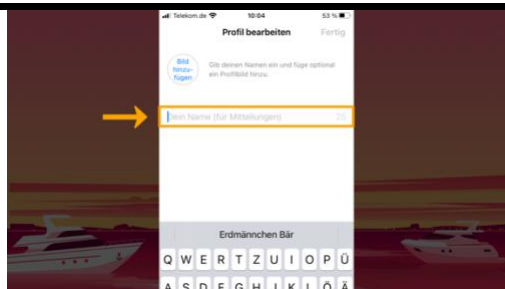 Telekom.de 10:04 53 %
Profil bearbeiten Fertig
Bild
hinzu-
fügen
Gib deinen Namen ein und füge optional
ein Profilbild hinzu.
Dein Name (für Mitteilungen) 25
Erdmännchen Bär
Q W E R T Z U I O P Ü
A S D F G H J K L Ö Ä